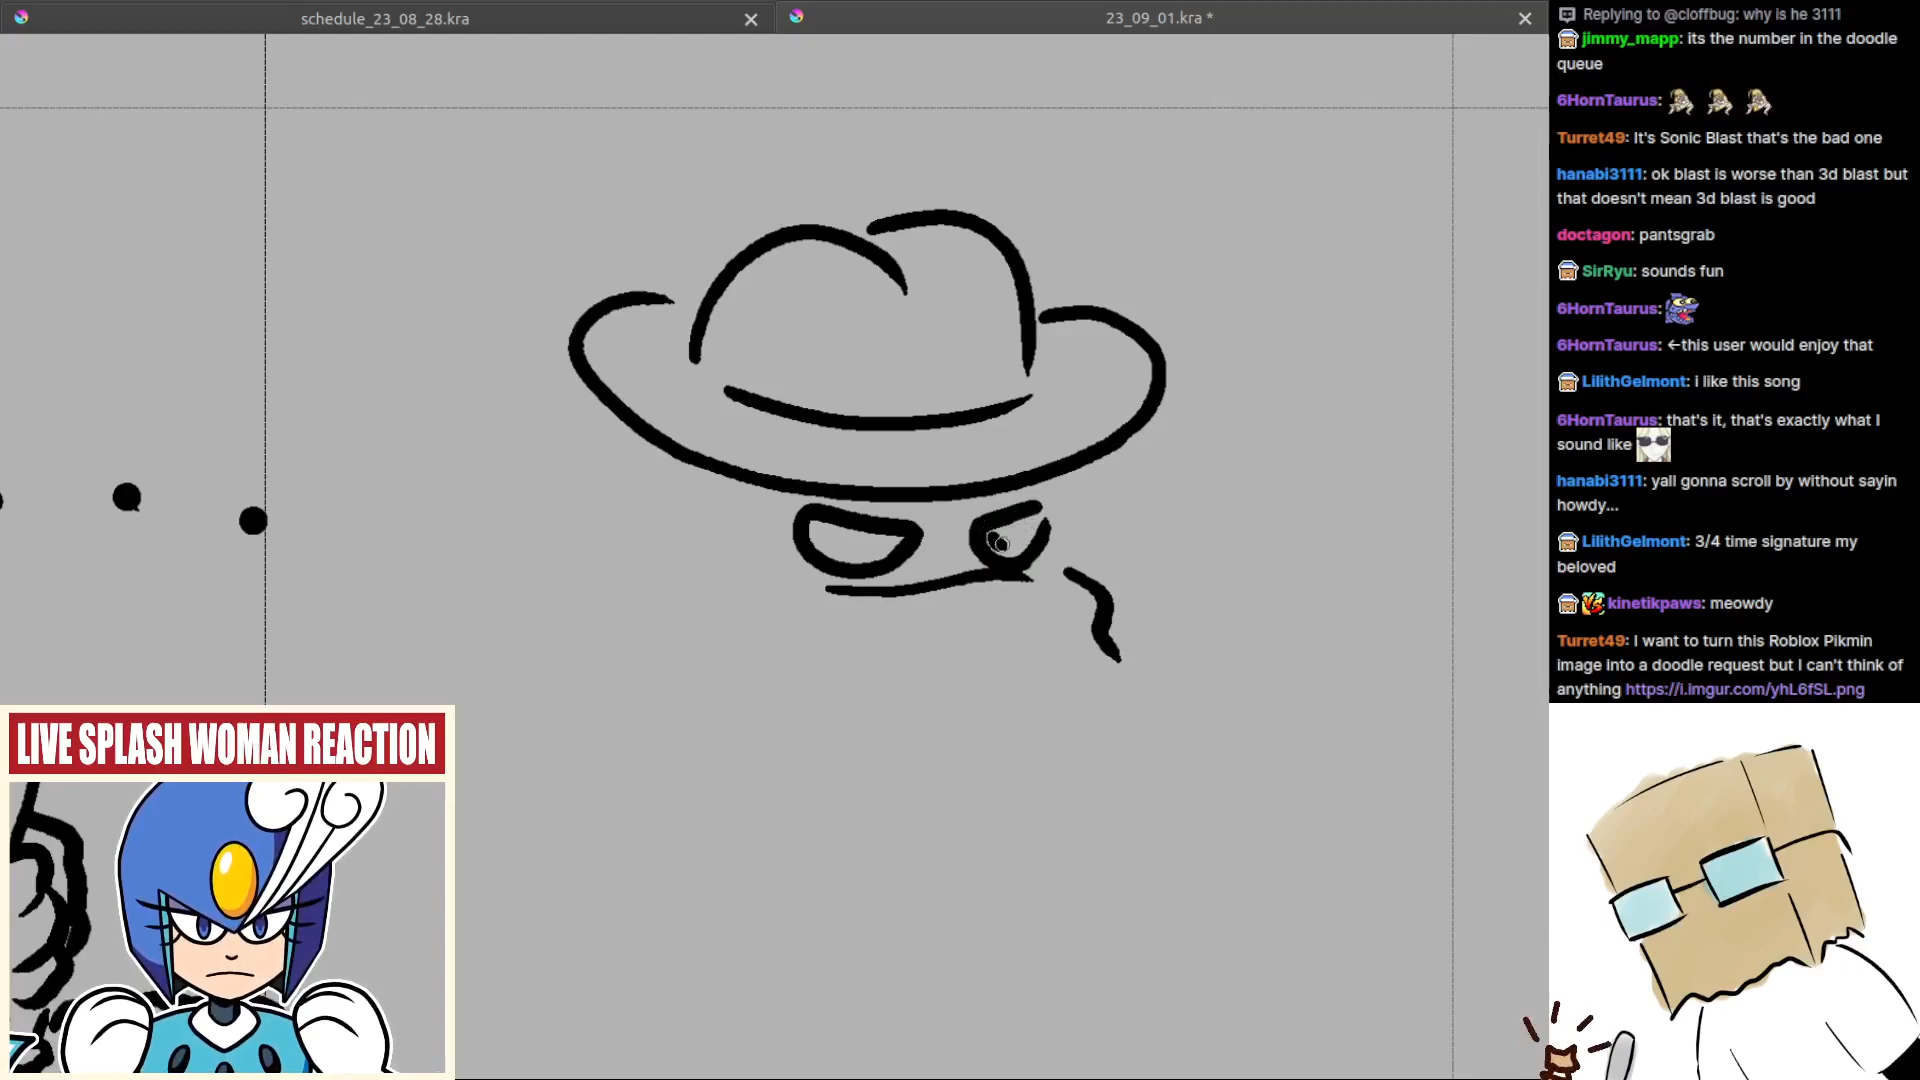 schedule_23_08_28.kra
23_09_01.kra *
Replying to @cloffbug: why is he 3111
jimmy_mapp: its the number in the doodle
queue
6HornTaurus:
Turret49: It's Sonic Blast that's the bad one
hanabi3111: ok blast is worse than 3d blast but
that doesn't mean 3d blast is good
doctagon: pantsgrab
SirRyu: sounds fun
6HornTaurus:
6HornTaurus: ←this user would enjoy that
LilithGelmont: i like this song
6HornTaurus: that's it, that's exactly what I
sound like
hanabi3111: yall gonna scroll by without sayin
howdy...
LilithGelmont: 3/4 time signature my
beloved
kinetikpaws: meowdy
Turret49: I want to turn this Roblox Pikmin
image into a doodle request but I can't think of
anything https://i.imgur.com/yhL6fSL.png
LIVE SPLASH WOMAN REACTION